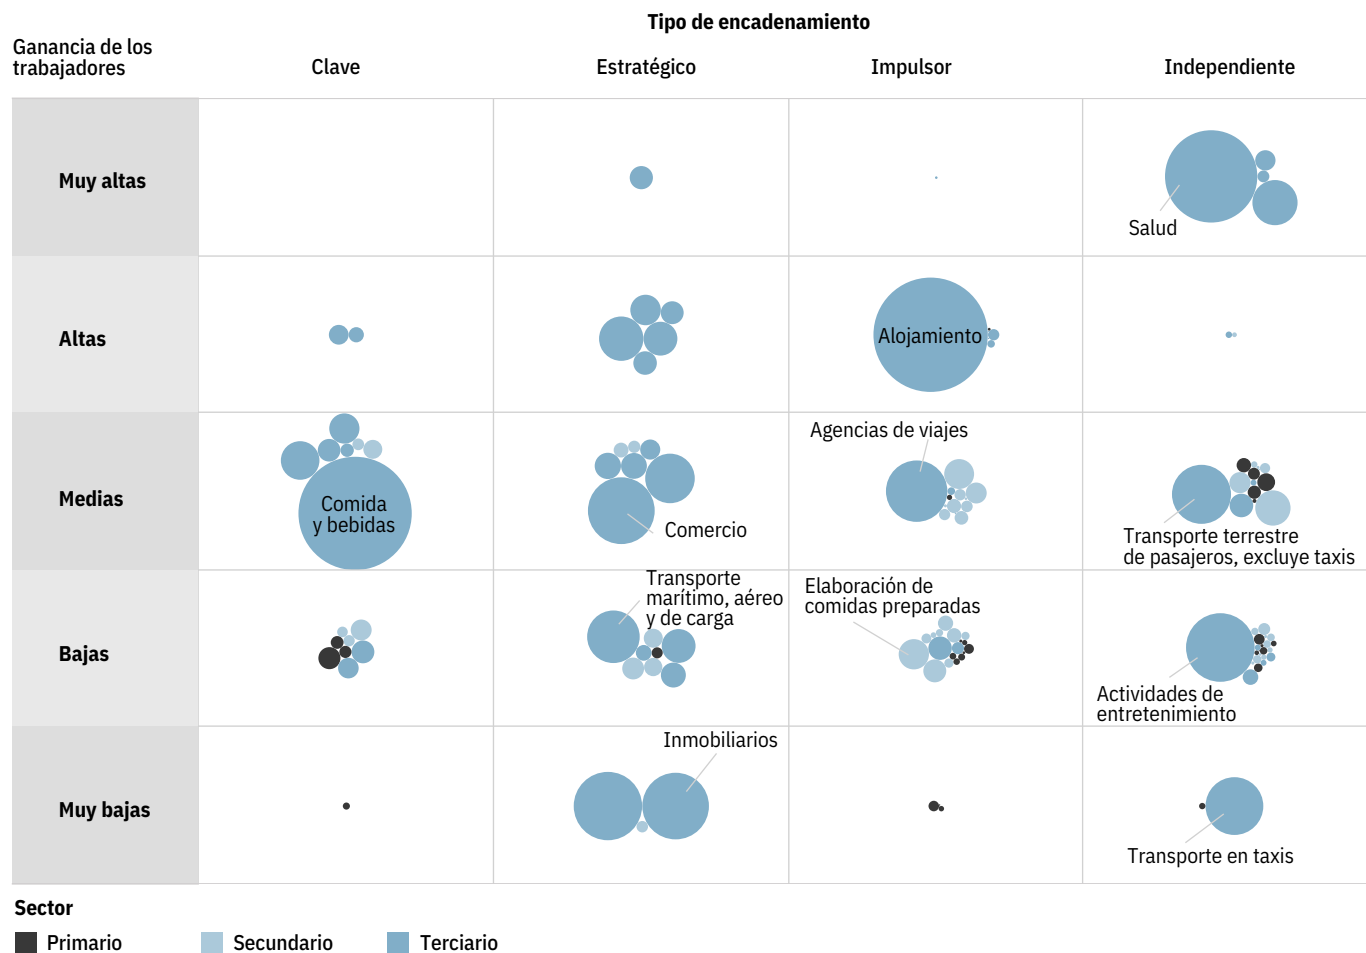 Tipo de encadenamiento
Ganancia de los
trabajadores
Clave
Estratégico
Impulsor
Independiente
Muy altas
Salud
Altas
Alojamiento
Medias
Comida
y bebidas
Comercio
Agencias de viajes
Transporte terrestre
de pasajeros, excluye taxis
Bajas
Transporte
marítimo, aéreo
y de carga
Elaboración de
comidas preparadas
Actividades de
entretenimiento
Muy bajas
Inmobiliarios
Transporte en taxis
Sector
Primario
Secundario
Terciario